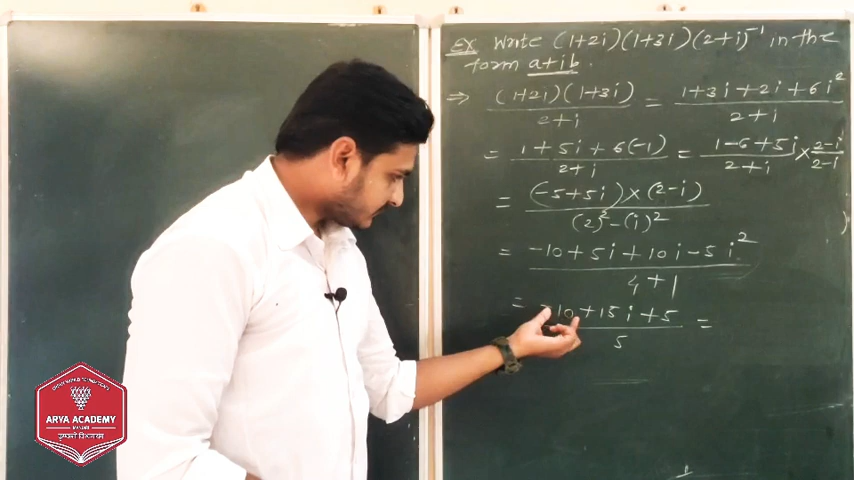 Ex Write (1+2i)(1+3i)(2+i)⁻¹ in the
form a+ib.
⇒ (1+2i)(1+3i)/2+i = 1+3i+2i+6i²/2+i
= 1+5i+6(-1)/2+i = 1-6+5i/2+i × 2-i/2-i
= (-5+5i)×(2-i)/(2)²-(i)²
= -10+5i+10i-5i²/4+1
= -10+15i+5/5 =
ARYA ACADEMY